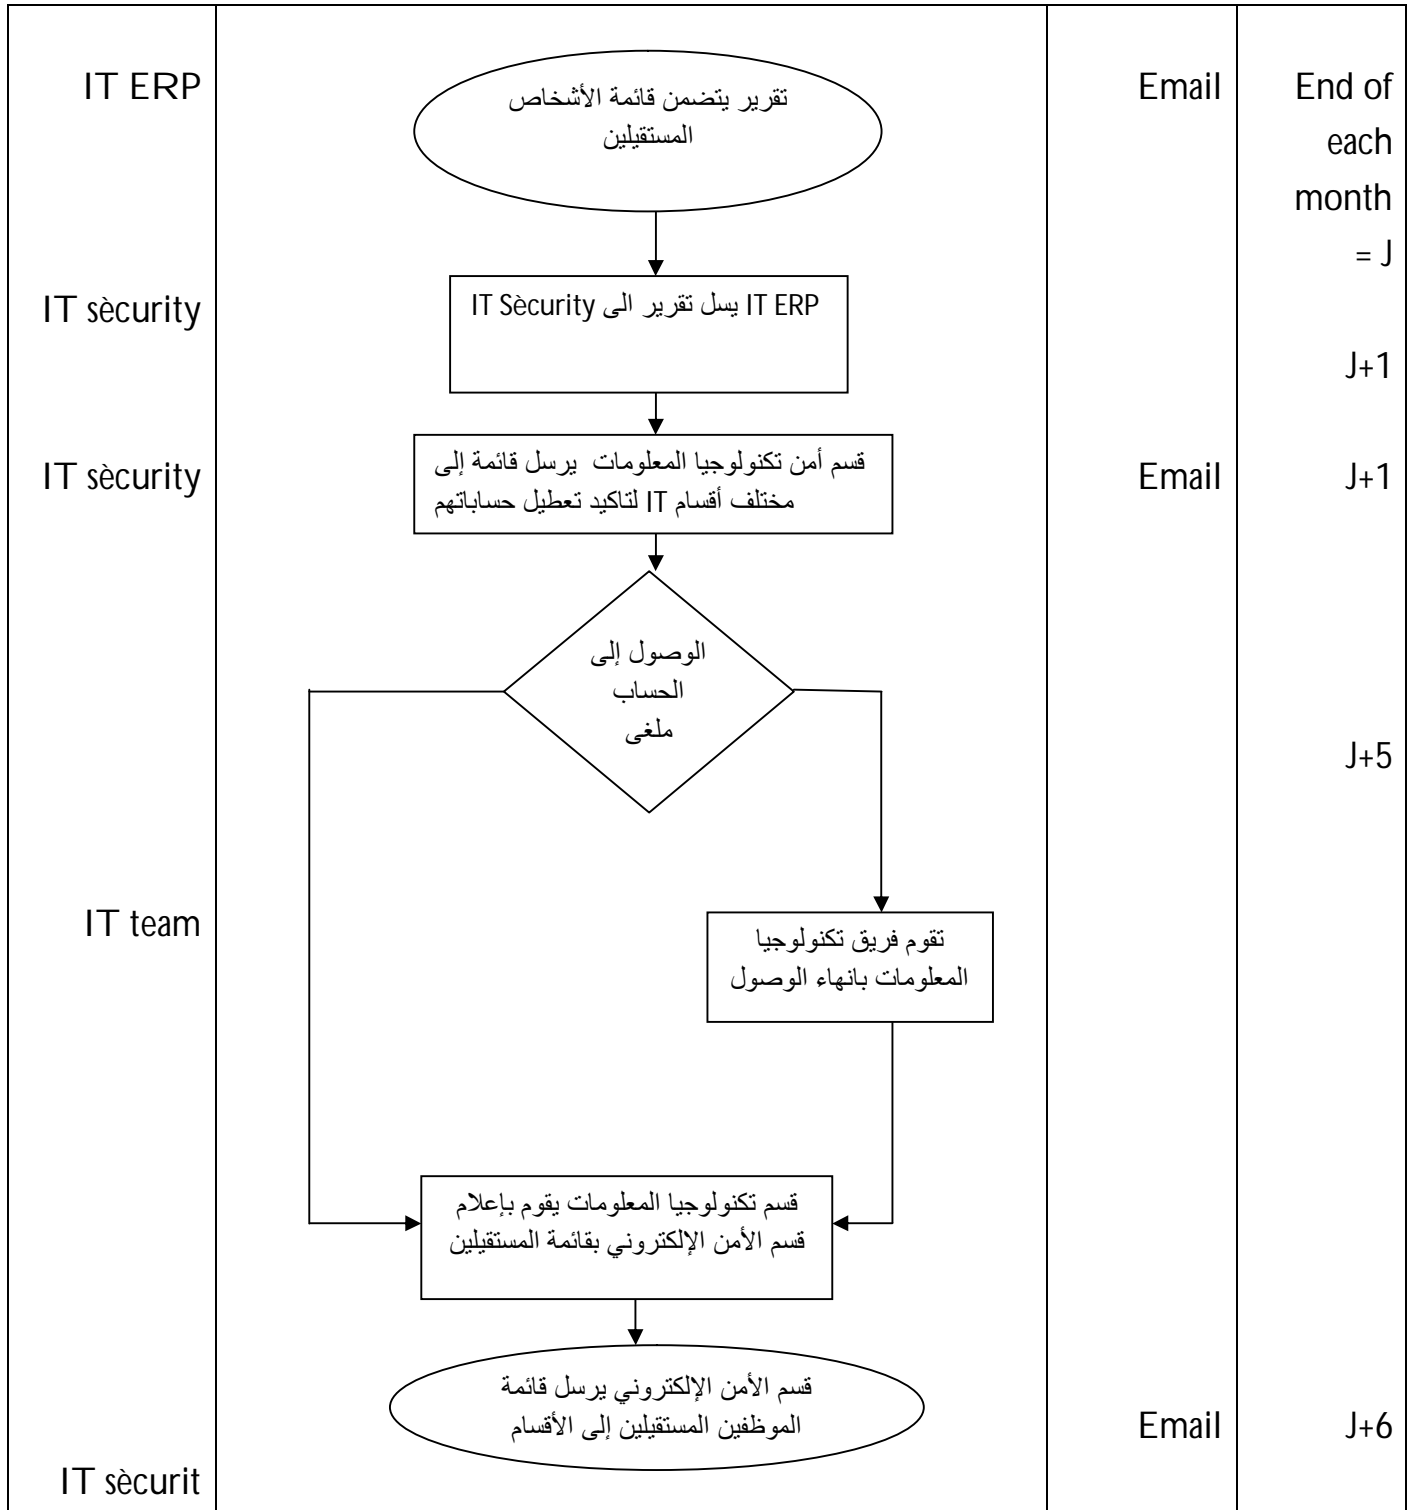 IT ERP
تقرير يتضمن قائمة الأشخاص
المستقيلين
Email
End of
each
month
= J
IT sècurity
IT ERP يسل تقرير الى IT Sècurity
J+1
IT sècurity
قسم أمن تكنولوجيا المعلومات يرسل قائمة إلى
مختلف أقسام IT لتاكيد تعطيل حساباتهم
Email
J+1
الوصول إلى
الحساب
ملغى
J+5
IT team
تقوم فريق تكنولوجيا
المعلومات بانهاء الوصول
قسم تكنولوجيا المعلومات يقوم بإعلام
قسم الأمن الإلكتروني بقائمة المستقيلين
قسم الأمن الإلكتروني يرسل قائمة
الموظفين المستقيلين إلى الأقسام
Email
J+6
IT sècurit